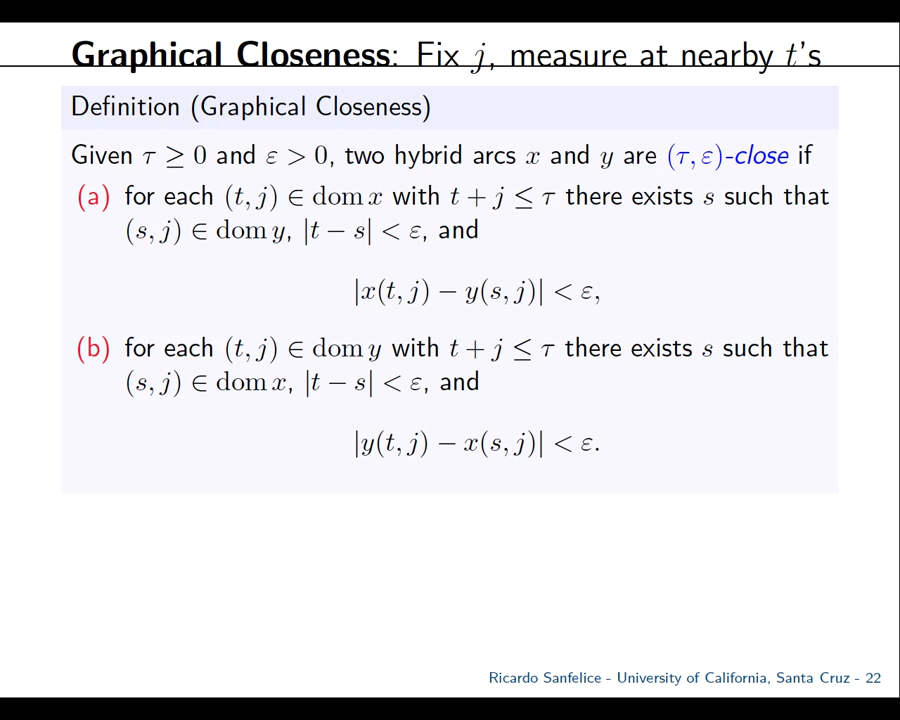 Graphical Closeness: Fix j, measure at nearby t's
Definition (Graphical Closeness)
Given τ ≥ 0 and ε > 0, two hybrid arcs x and y are (τ, ε)-close if
(a) for each (t, j) ∈ dom x with t + j ≤ τ there exists s such that
(s, j) ∈ dom y, |t − s| < ε, and
|x(t, j) − y(s, j)| < ε,
(b) for each (t, j) ∈ dom y with t + j ≤ τ there exists s such that
(s, j) ∈ dom x, |t − s| < ε, and
|y(t, j) − x(s, j)| < ε.
Ricardo Sanfelice - University of California, Santa Cruz - 22